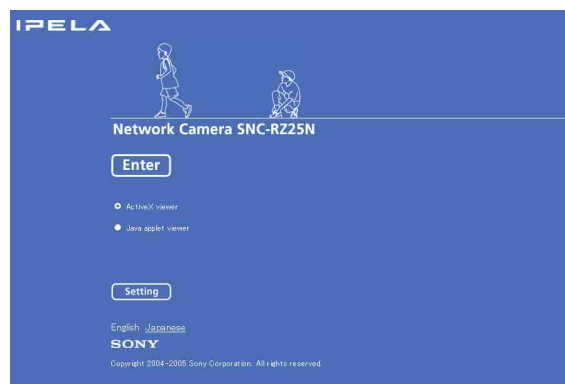 IPELA
Network Camera SNC-RZ25N
Enter
ActiveX viewer
Java applet viewer
Setting
English Japanese
SONY
Copyright 2004-2005 Sony Corporation. All rights reserved.